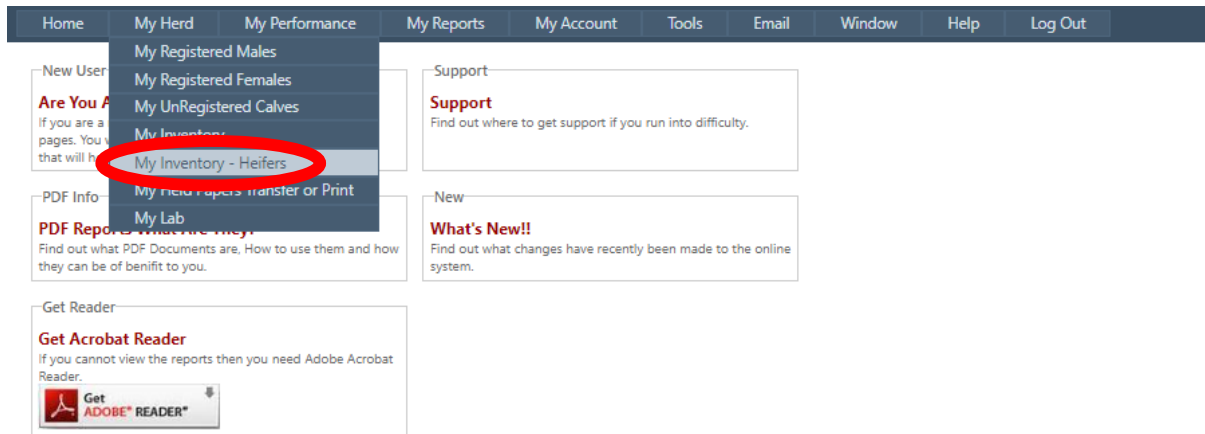 Home My Herd My Performance My Reports My Account Tools Email Window Help Log Out
My Registered Males
My Registered Females
My UnRegistered Calves
My Inventory
My Inventory - Heifers
My Held Papers Transfer or Print
My Lab
New User
Are You A
If you are a
pages. You
that will h
Support
Support
Find out where to get support if you run into difficulty.
PDF Info
PDF Repo
Find out what PDF Documents are, How to use them and how
they can be of benifit to you.
New
What's New!!
Find out what changes have recently been made to the online
system.
Get Reader
Get Acrobat Reader
If you cannot view the reports then you need Adobe Acrobat
Reader.
Get
ADOBE® READER®